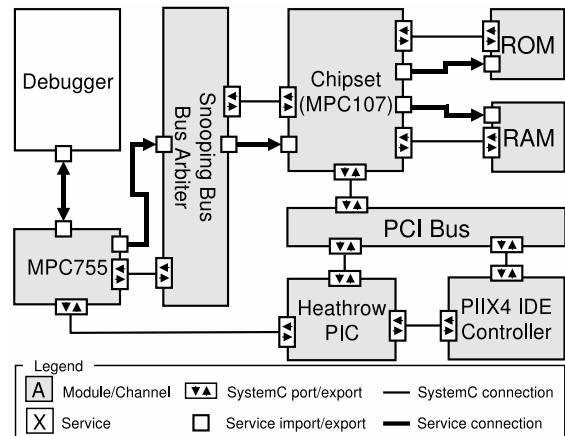 Debugger
Snooping Bus
Bus Arbiter
Chipset
(MPC107)
ROM
RAM
MPC755
PCI Bus
Heathrow
PIC
PIIX4 IDE
Controller
Legend
A Module/Channel
SystemC port/export
SystemC connection
X Service
Service import/export
Service connection